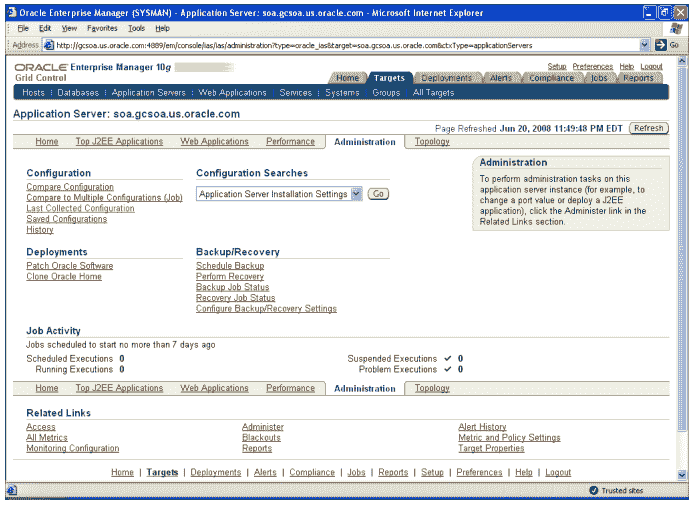 Oracle Enterprise Manager (SYSMAN) - Application Server: soa.gcsoa.us.oracle.com - Microsoft Internet Explorer
File Edit View Favorites Tools Help
Address http://gcsoa.us.oracle.com:4889/em/console/ias/ias/administration?type=oracle_ias&target=soa.gcsoa.us.oracle.com&ctxType=applicationServers Go
ORACLE Enterprise Manager 10g Setup Preferences Help Logout
Grid Control Home Targets Deployments Alerts Compliance Jobs Reports
Hosts Databases Application Servers Web Applications Services Systems Groups All Targets
Application Server: soa.gcsoa.us.oracle.com
Page Refreshed Jun 20, 2008 11:49:48 PM EDT Refresh
Home Top J2EE Applications Web Applications Performance Administration Topology
Configuration
Compare Configuration
Compare to Multiple Configurations (Job)
Last Collected Configuration
Saved Configurations
History
Configuration Searches
Application Server Installation Settings Go
Administration
To perform administration tasks on this
application server instance (for example, to
change a port value or deploy a J2EE
application), click the Administer link in the
Related Links section.
Deployments
Patch Oracle Software
Clone Oracle Home
Backup/Recovery
Schedule Backup
Perform Recovery
Backup Job Status
Recovery Job Status
Configure Backup/Recovery Settings
Job Activity
Jobs scheduled to start no more than 7 days ago
Scheduled Executions 0 Suspended Executions ✓ 0
Running Executions 0 Problem Executions ✓ 0
Home Top J2EE Applications Web Applications Performance Administration Topology
Related Links
Access Administer Alert History
All Metrics Blackouts Metric and Policy Settings
Monitoring Configuration Reports Target Properties
Home | Targets | Deployments | Alerts | Compliance | Jobs | Reports | Setup | Preferences | Help | Logout
Trusted sites